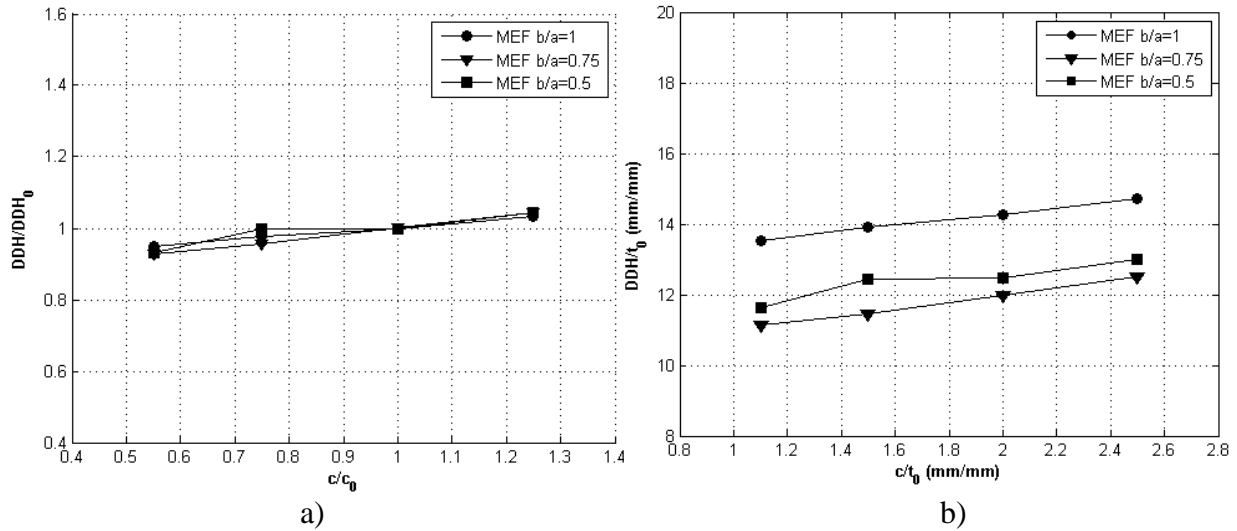 1.6
1.4
1.2
1
0.8
0.6
0.4
DDH/DDH₀
0.4 0.5 0.6 0.7 0.8 0.9 1 1.1 1.2 1.3 1.4
c/c₀
MEF b/a=1
MEF b/a=0.75
MEF b/a=0.5
a)
20
18
16
14
12
10
8
DDH/t₀ (mm/mm)
0.8 1 1.2 1.4 1.6 1.8 2 2.2 2.4 2.6 2.8
c/t₀ (mm/mm)
MEF b/a=1
MEF b/a=0.75
MEF b/a=0.5
b)